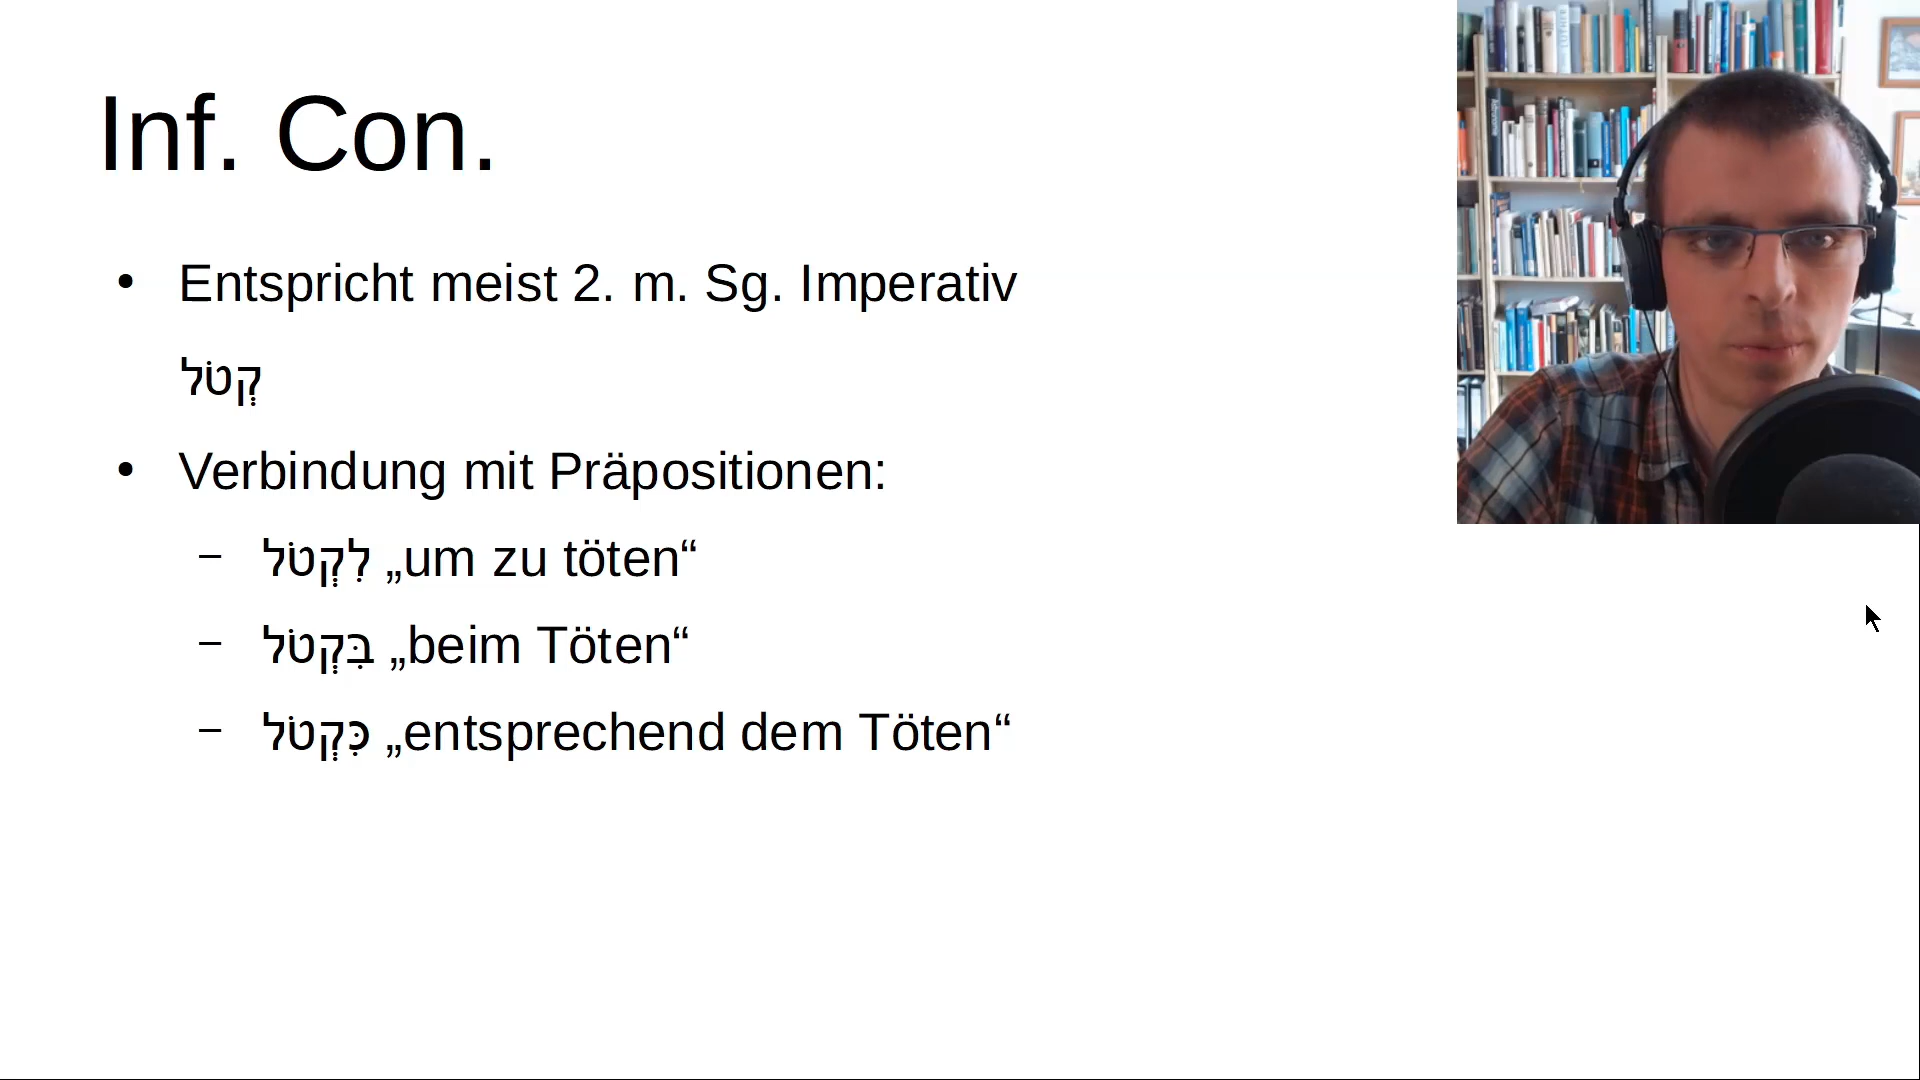 Inf. Con.
• Entspricht meist 2. m. Sg. Imperativ
קְטֹל
• Verbindung mit Präpositionen:
– לִקְטֹל „um zu töten“
– בִּקְטֹל „beim Töten“
– כִּקְטֹל „entsprechend dem Töten“